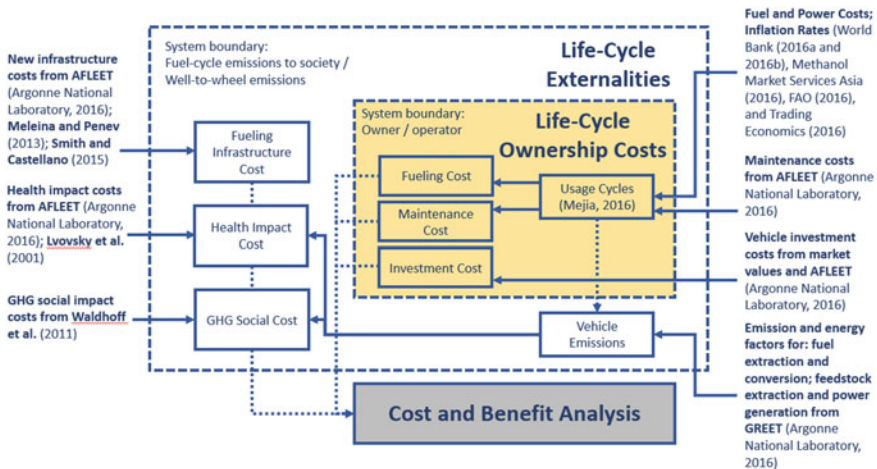 New infrastructure
costs from AFLEET
(Argonne National
Laboratory, 2016);
Meleina and Penev
(2013); Smith and
Castellano (2015)
Health impact costs
from AFLEET (Argonne
National Laboratory,
2016); Lvovsky et al.
(2001)
GHG social impact
costs from Waldhoff
et al. (2011)
System boundary:
Fuel-cycle emissions to society /
Well-to-wheel emissions
Life-Cycle
Externalities
Fueling
Infrastructure
Cost
Health Impact
Cost
GHG Social Cost
System boundary:
Owner / operator
Life-Cycle
Ownership Costs
Fueling Cost
Maintenance
Cost
Investment Cost
Usage Cycles
(Mejia, 2016)
Vehicle
Emissions
Cost and Benefit Analysis
Fuel and Power Costs;
Inflation Rates (World
Bank (2016a and
2016b), Methanol
Market Services Asia
(2016), FAO (2016),
and Trading
Economics (2016)
Maintenance costs
from AFLEET (Argonne
National Laboratory,
2016)
Vehicle investment
costs from market
values and AFLEET
(Argonne National
Laboratory, 2016)
Emission and energy
factors for: fuel
extraction and
conversion; feedstock
extraction and power
generation from
GREET (Argonne
National Laboratory,
2016)